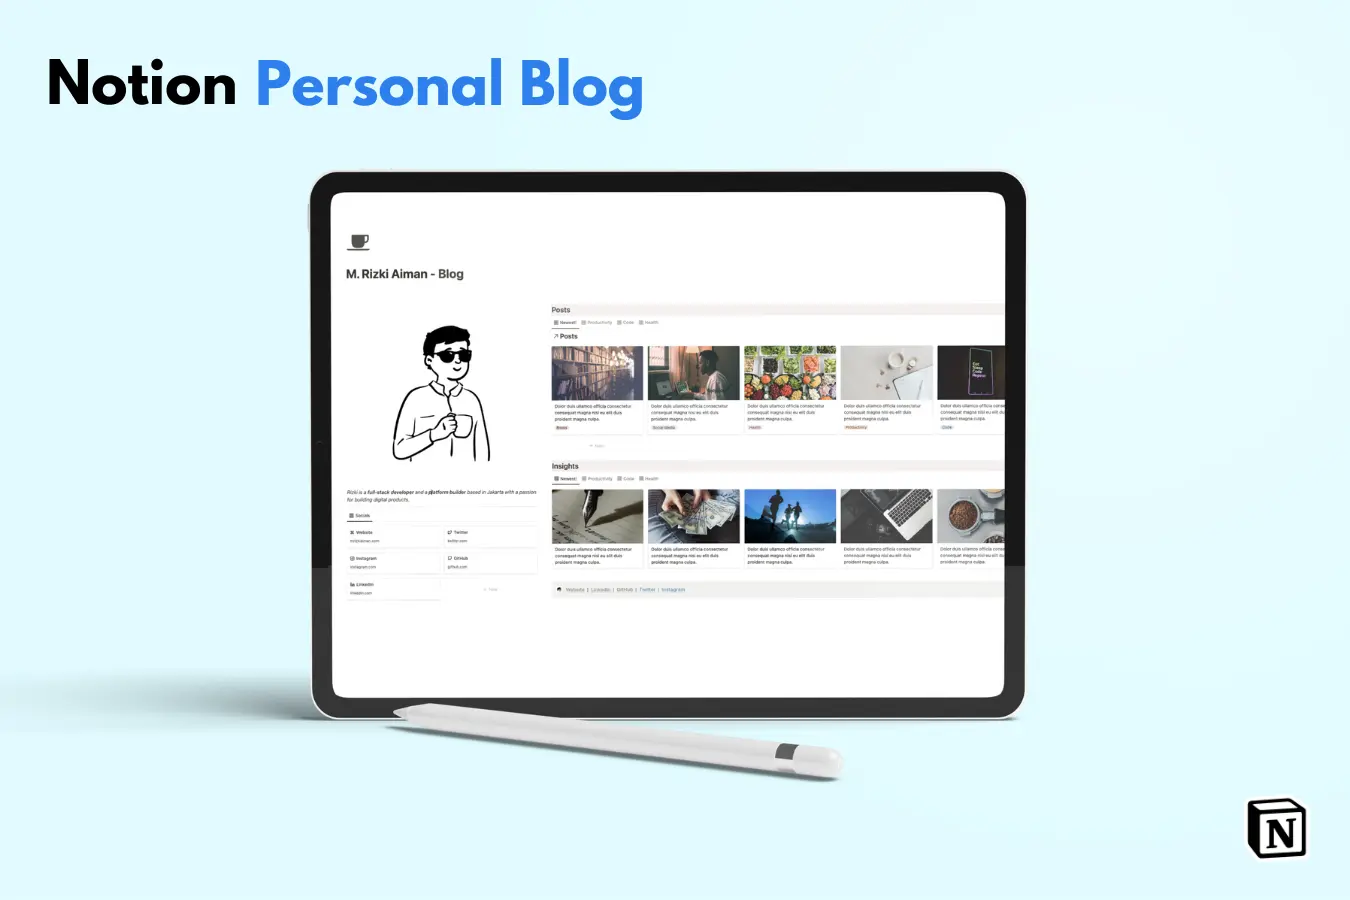 Notion Personal Blog
M. Rizki Aiman - Blog
Rizki is a full-stack developer and a platform builder based in Jakarta with a passion
for building digital products.
Socials
Website
Twitter
twitter.com
Instagram
instagram.com
GitHub
github.com
LinkedIn
Posts
Newest! Productivity Code Health
Posts
Dolor duis ullamco officia consectetur
consequat magna nisi eu elit duis
proident magna culpa.
Books
Dolor duis ullamco officia consectetur
consequat magna nisi eu elit duis
proident magna culpa.
Social Media
Dolor duis ullamco officia consectetur
consequat magna nisi eu elit duis
proident magna culpa.
Health
Dolor duis ullamco officia consectetur
consequat magna nisi eu elit duis
proident magna culpa.
Productivity
Eat
Sleep
Code
Repeat
Dolor duis ullamco officia cons
consequat magna nisi eu elit
proident magna culpa.
Code
Insights
Newest! Productivity Code Health
Dolor duis ullamco officia consectetur
consequat magna nisi eu elit duis
proident magna culpa.
Dolor duis ullamco officia consectetur
consequat magna nisi eu elit duis
proident magna culpa.
Dolor duis ullamco officia consectetur
consequat magna nisi eu elit duis
proident magna culpa.
Dolor duis ullamco officia consectetur
consequat magna nisi eu elit duis
proident magna culpa.
Dolor duis ullamco officia cons
consequat magna nisi eu elit
proident magna culpa.
Website | LinkedIn | GitHub | Twitter | Instagram
N